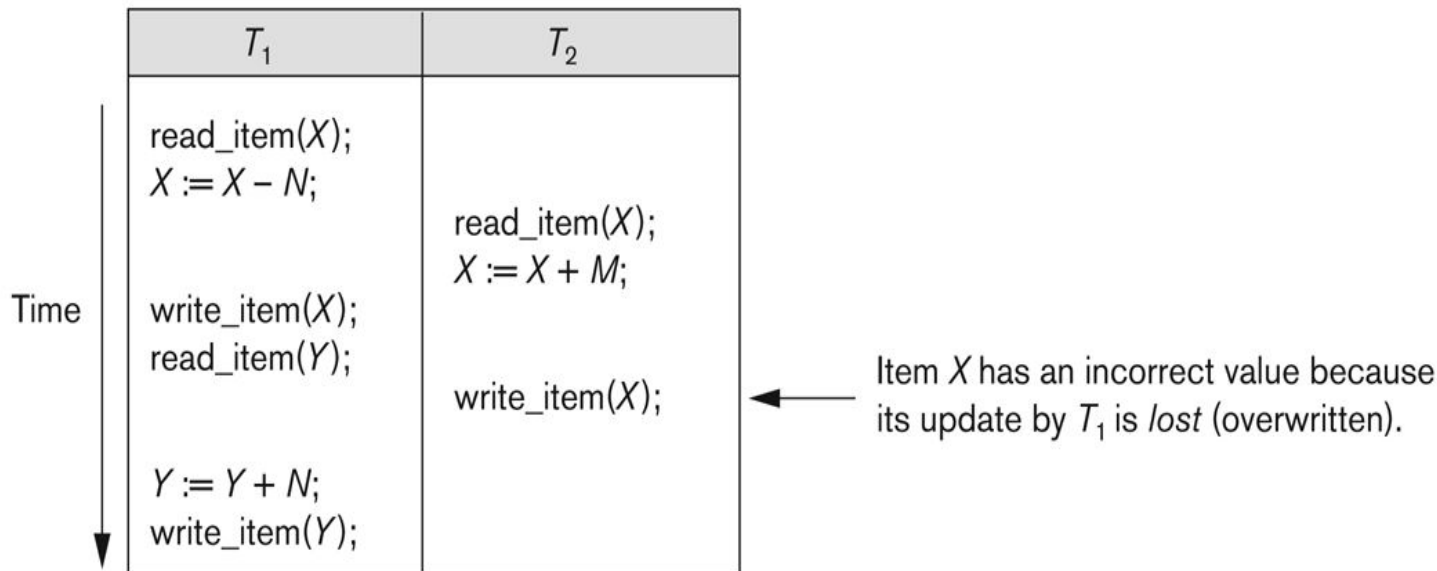 T₁ T₂
read_item(X);
X := X – N;
read_item(X);
X := X + M;
Time
write_item(X);
read_item(Y);
write_item(X);
Item X has an incorrect value because
its update by T₁ is lost (overwritten).
Y := Y + N;
write_item(Y);